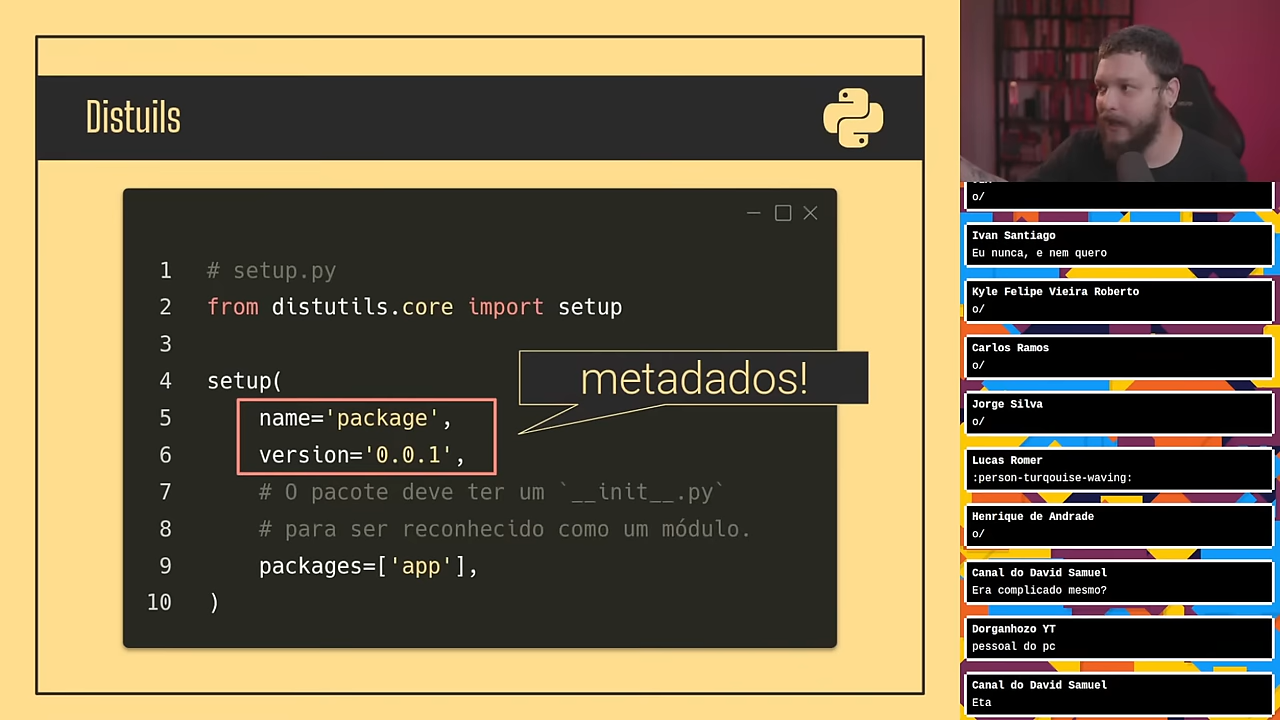 Distuils
1 # setup.py
2 from distutils.core import setup
3
4 setup(
metadados!
5 name='package',
6 version='0.0.1',
7 # O pacote deve ter um `__init__.py`
8 # para ser reconhecido como um módulo.
9 packages=['app'],
10 )
o/
Ivan Santiago
Eu nunca, e nem quero
Kyle Felipe Vieira Roberto
o/
Carlos Ramos
o/
Jorge Silva
o/
Lucas Romer
:person-turqouise-waving:
Henrique de Andrade
o/
Canal do David Samuel
Era complicado mesmo?
Dorganhozo YT
pessoal do pc
Canal do David Samuel
Eta